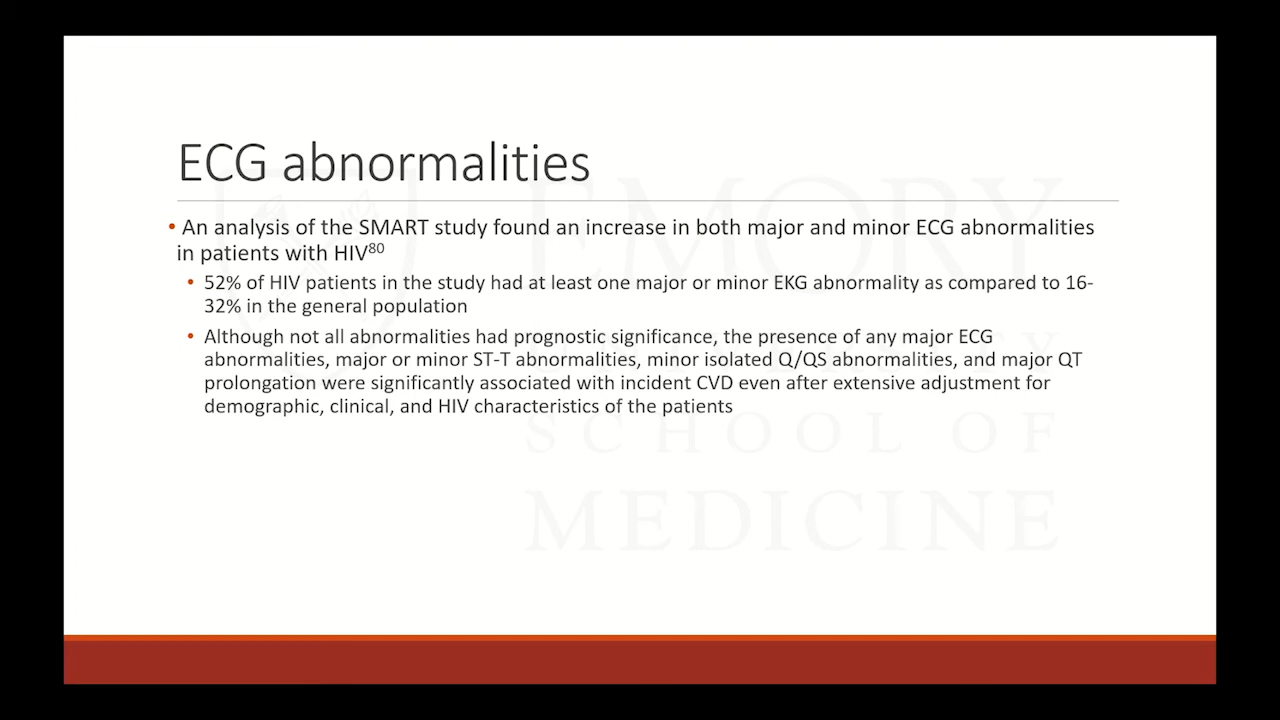 ECG abnormalities
• An analysis of the SMART study found an increase in both major and minor ECG abnormalities
in patients with HIV80
• 52% of HIV patients in the study had at least one major or minor EKG abnormality as compared to 16-
32% in the general population
• Although not all abnormalities had prognostic significance, the presence of any major ECG
abnormalities, major or minor ST-T abnormalities, minor isolated Q/QS abnormalities, and major QT
prolongation were significantly associated with incident CVD even after extensive adjustment for
demographic, clinical, and HIV characteristics of the patients
EMORY
SCHOOL OF
MEDICINE